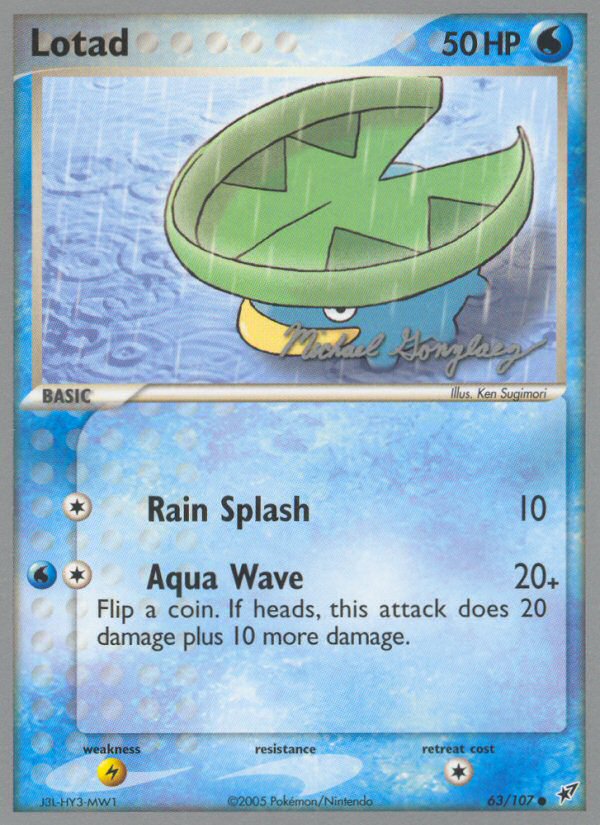 Lotad 50 HP
Michael Gonzalez
BASIC
Illus. Ken Sugimori
Rain Splash 10
Aqua Wave 20+
Flip a coin. If heads, this attack does 20
damage plus 10 more damage.
weakness resistance retreat cost
J3L-HY3-MW1 ©2005 Pokémon/Nintendo 63/107